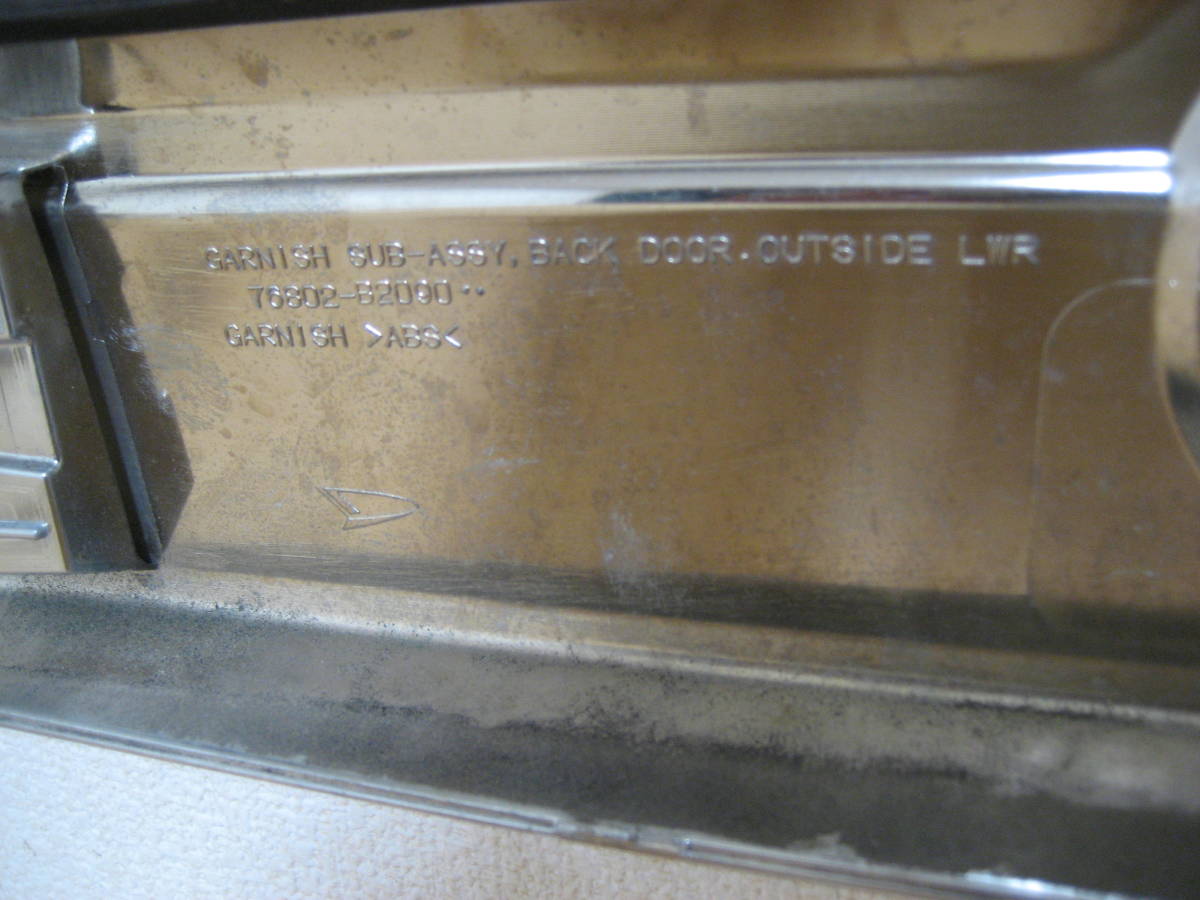 GARNISH SUB-ASSY, BACK DOOR.OUTSIDE LWR
76802-B2090**
GARNISH >ABS<